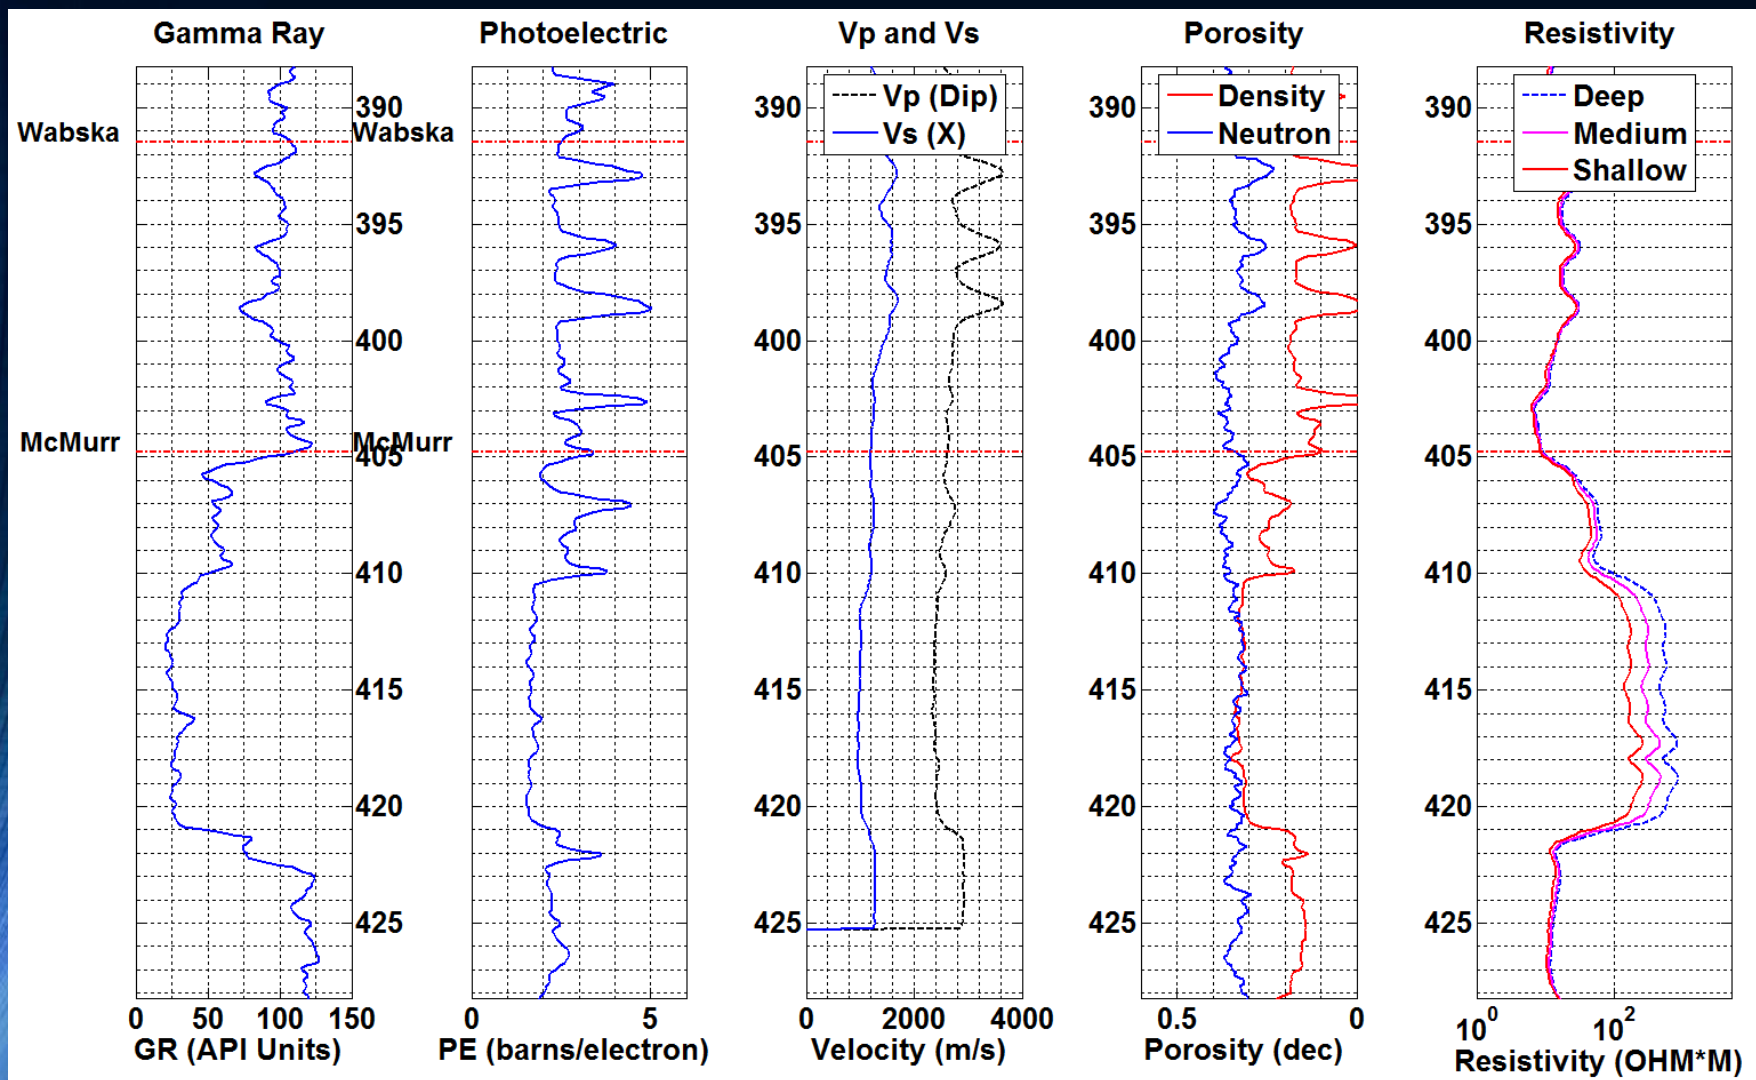 Gamma Ray
Photoelectric
Vp and Vs
Porosity
Resistivity
Vp (Dip)
Vs (X)
Density
Neutron
Deep
Medium
Shallow
390 390 390 390
Wabska Wabska
395 395 395 395
400 400 400 400
McMurr McMurr
405 405 405 405
410 410 410 410
415 415 415 415
420 420 420 420
425 425 425 425
0 50 100 150
0 5
0 2000 4000
0.5 0
10^0 10^2
GR (API Units)
PE (barns/electron)
Velocity (m/s)
Porosity (dec)
Resistivity (OHM*M)